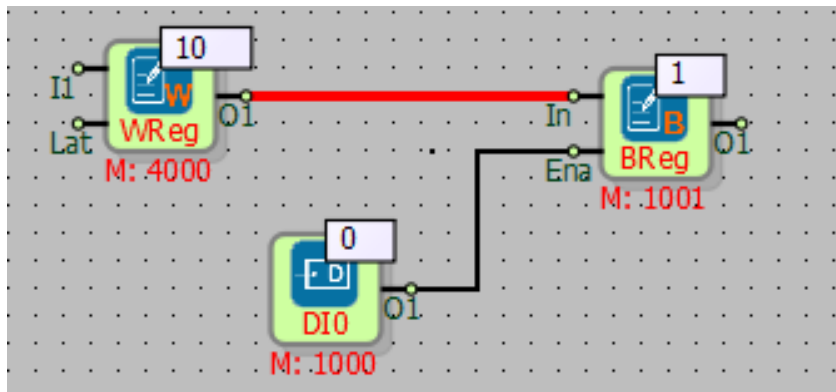 10
I1
W
O1
Lat
WReg
M: 4000
1
In
B
O1
Ena
BReg
M: 1001
0
D
O1
DI0
M: 1000